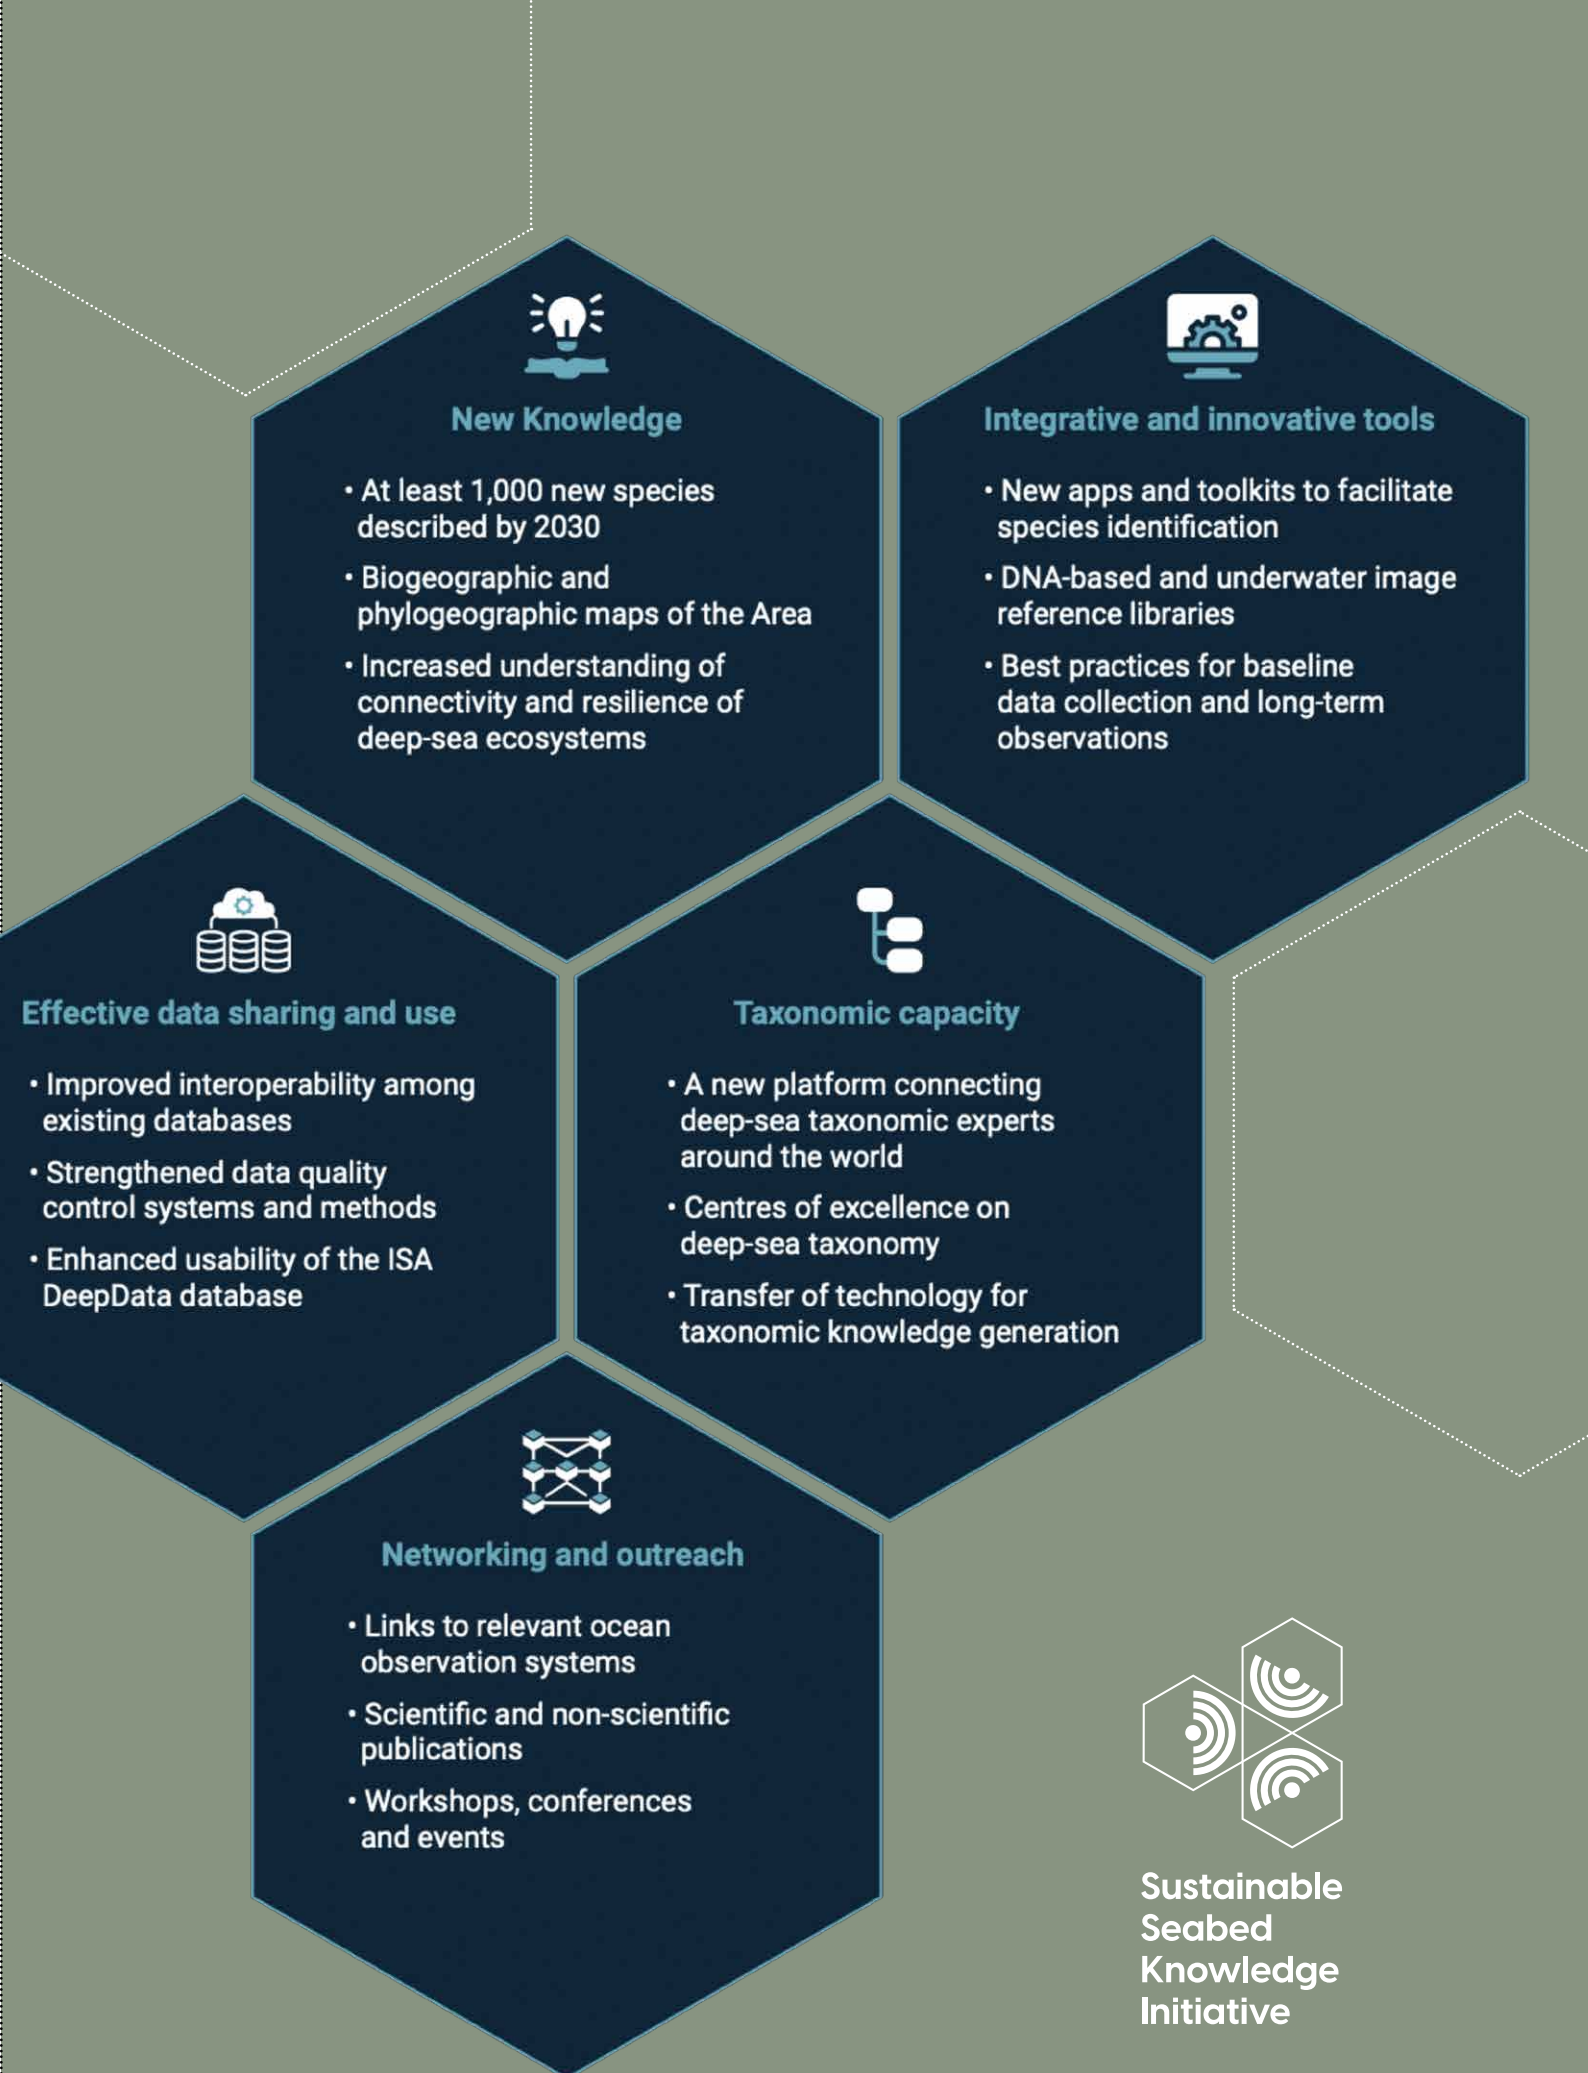 New Knowledge
• At least 1,000 new species
described by 2030
• Biogeographic and
phylogeographic maps of the Area
• Increased understanding of
connectivity and resilience of
deep-sea ecosystems
Integrative and innovative tools
• New apps and toolkits to facilitate
species identification
• DNA-based and underwater image
reference libraries
• Best practices for baseline
data collection and long-term
observations
Effective data sharing and use
• Improved interoperability among
existing databases
• Strengthened data quality
control systems and methods
• Enhanced usability of the ISA
DeepData database
Taxonomic capacity
• A new platform connecting
deep-sea taxonomic experts
around the world
• Centres of excellence on
deep-sea taxonomy
• Transfer of technology for
taxonomic knowledge generation
Networking and outreach
• Links to relevant ocean
observation systems
• Scientific and non-scientific
publications
• Workshops, conferences
and events
Sustainable
Seabed
Knowledge
Initiative